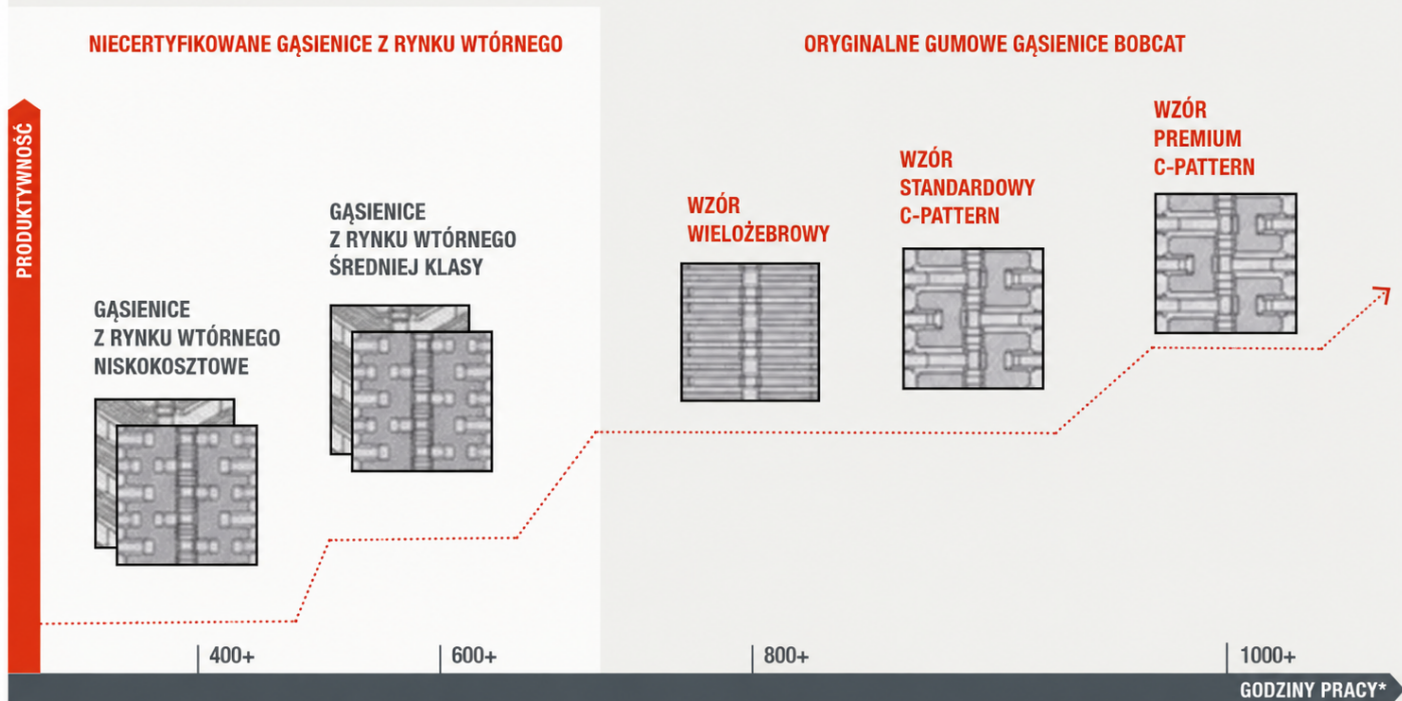 NIECERTYFIKOWANE GĄSIENICE Z RYNKU WTÓRNEGO
ORYGINALNE GUMOWE GĄSIENICE BOBCAT
PRODUKTYWNOŚĆ
GĄSIENICE
Z RYNKU WTÓRNEGO
NISKOKOSZTOWE
GĄSIENICE
Z RYNKU WTÓRNEGO
ŚREDNIEJ KLASY
WZÓR
WIELOŻEBROWY
WZÓR
STANDARDOWY
C-PATTERN
WZÓR
PREMIUM
C-PATTERN
400+
600+
800+
1000+
GODZINY PRACY*